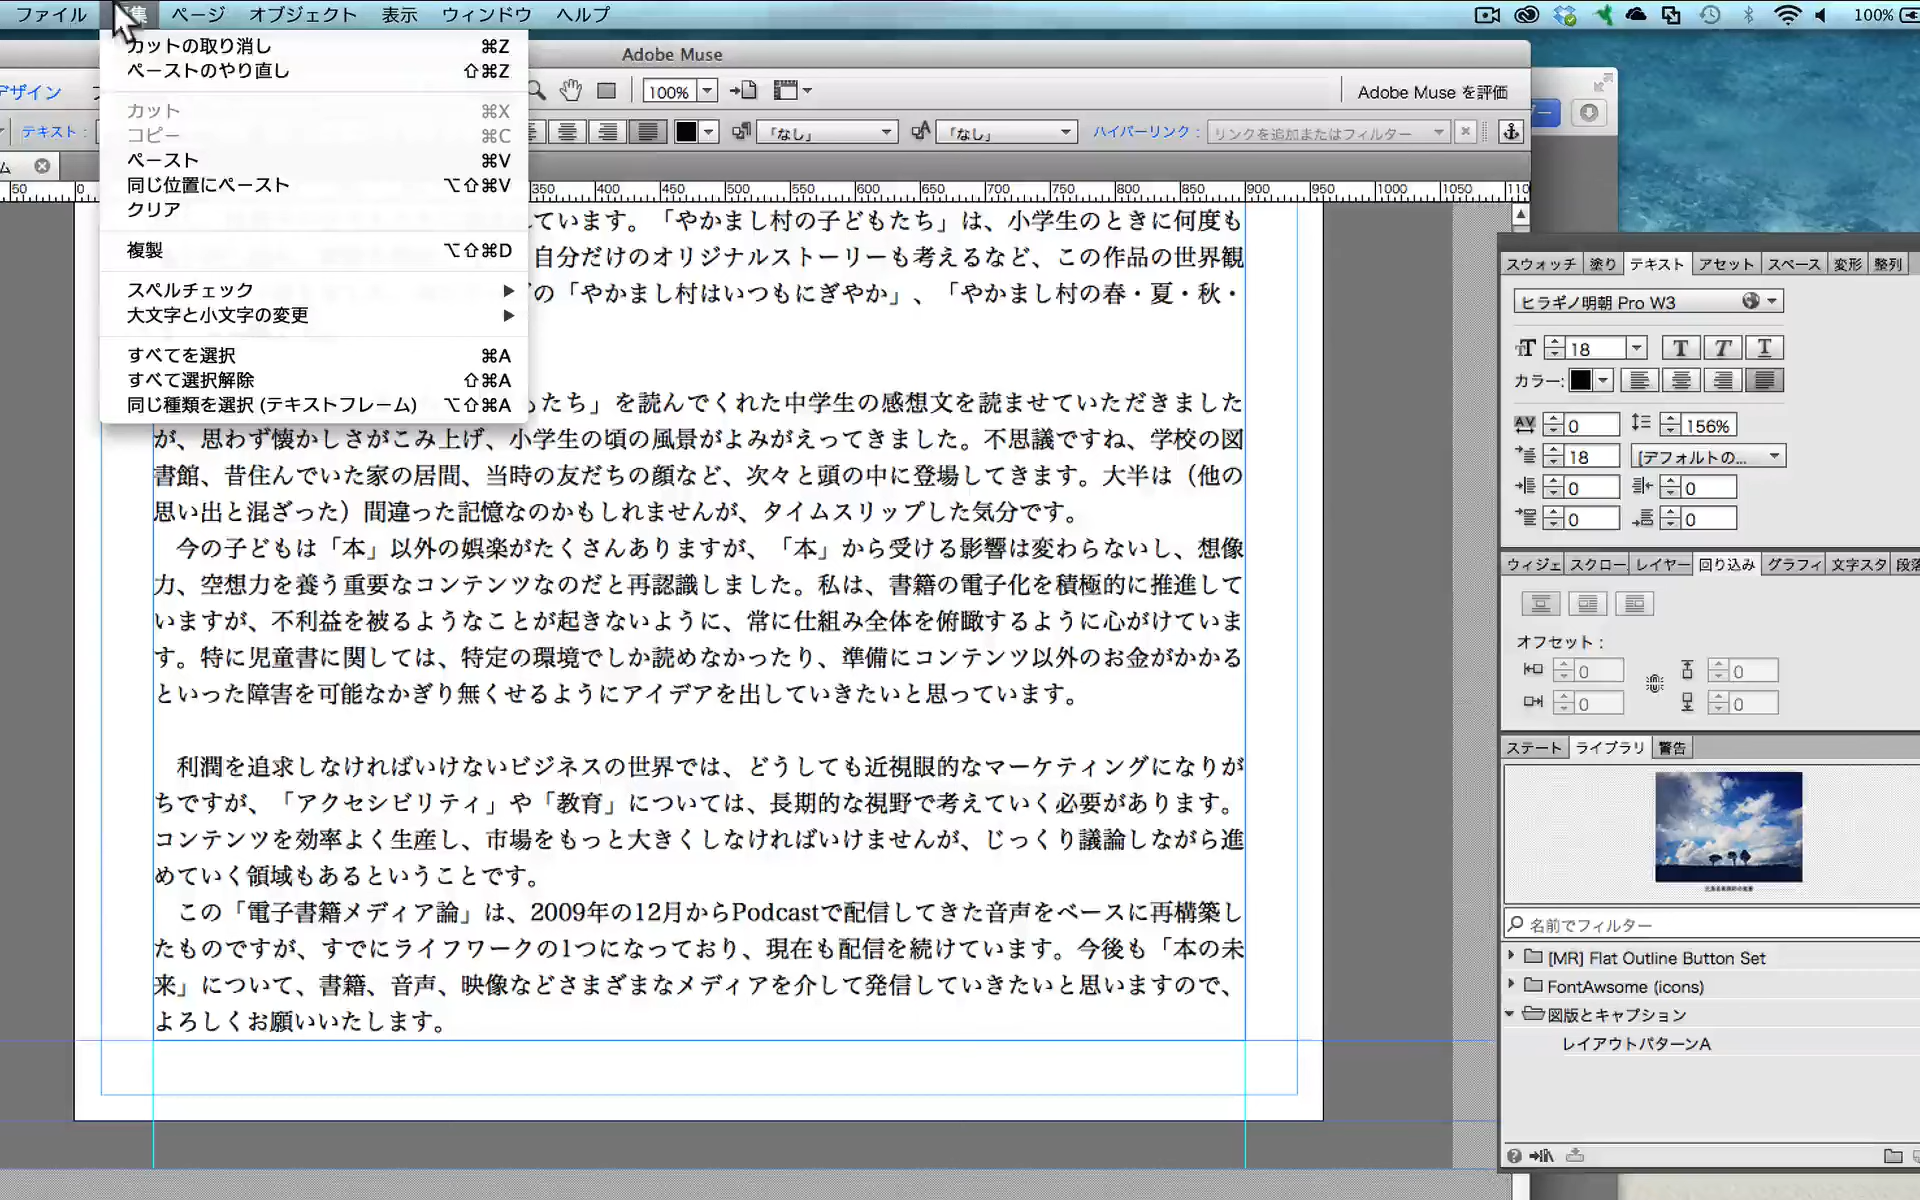 ファイル 集 ページ オブジェクト 表示 ウィンドウ ヘルプ 100%
カットの取り消し ⌘Z
ペーストのやり直し ⇧⌘Z
カット ⌘X
コピー ⌘C
ペースト ⌘V
同じ位置にペースト ⌥⇧⌘V
クリア
複製 ⌥⇧⌘D
スペルチェック ▶
大文字と小文字の変更 ▶
すべてを選択 ⌘A
すべて選択解除 ⇧⌘A
同じ種類を選択 (テキストフレーム) ⌥⇧⌘A
Adobe Muse
デザイン 100% Adobe Muse を評価
テキスト： 「なし」 「なし」 ハイパーリンク： リンクを追加またはフィルター
ム
50 0 350 400 450 500 550 600 650 700 750 800 850 900 950 1000 1050 110
ています。「やかまし村の子どもたち」は、小学生のときに何度も
自分だけのオリジナルストーリーも考えるなど、この作品の世界観
の「やかまし村はいつもにぎやか」、「やかまし村の春・夏・秋・
たち」を読んでくれた中学生の感想文を読ませていただきました
が、思わず懐かしさがこみ上げ、小学生の頃の風景がよみがえってきました。不思議ですね、学校の図
書館、昔住んでいた家の居間、当時の友だちの顔など、次々と頭の中に登場してきます。大半は（他の
思い出と混ざった）間違った記憶なのかもしれませんが、タイムスリップした気分です。
今の子どもは「本」以外の娯楽がたくさんありますが、「本」から受ける影響は変わらないし、想像
力、空想力を養う重要なコンテンツなのだと再認識しました。私は、書籍の電子化を積極的に推進して
いますが、不利益を被るようなことが起きないように、常に仕組み全体を俯瞰するように心がけていま
す。特に児童書に関しては、特定の環境でしか読めなかったり、準備にコンテンツ以外のお金がかかる
といった障害を可能なかぎり無くせるようにアイデアを出していきたいと思っています。
利潤を追求しなければいけないビジネスの世界では、どうしても近視眼的なマーケティングになりが
ちですが、「アクセシビリティ」や「教育」については、長期的な視野で考えていく必要があります。
コンテンツを効率よく生産し、市場をもっと大きくしなければいけませんが、じっくり議論しながら進
めていく領域もあるということです。
この「電子書籍メディア論」は、2009年の12月からPodcastで配信してきた音声をベースに再構築し
たものですが、すでにライフワークの1つになっており、現在も配信を続けています。今後も「本の未
来」について、書籍、音声、映像などさまざまなメディアを介して発信していきたいと思いますので、
よろしくお願いいたします。
スウォッチ 塗り テキスト アセット スペース 変形 整列
ヒラギノ明朝 Pro W3
18 T T T
カラー:
0 156%
18 [デフォルトの...
0 0
0 0
ウィジェ スクロー レイヤー 回り込み グラフィ 文字スタ 段落
オフセット：
0 0
0 0
ステート ライブラリ 警告
名前でフィルター
[MR] Flat Outline Button Set
FontAwsome (icons)
図版とキャプション
レイアウトパターンA